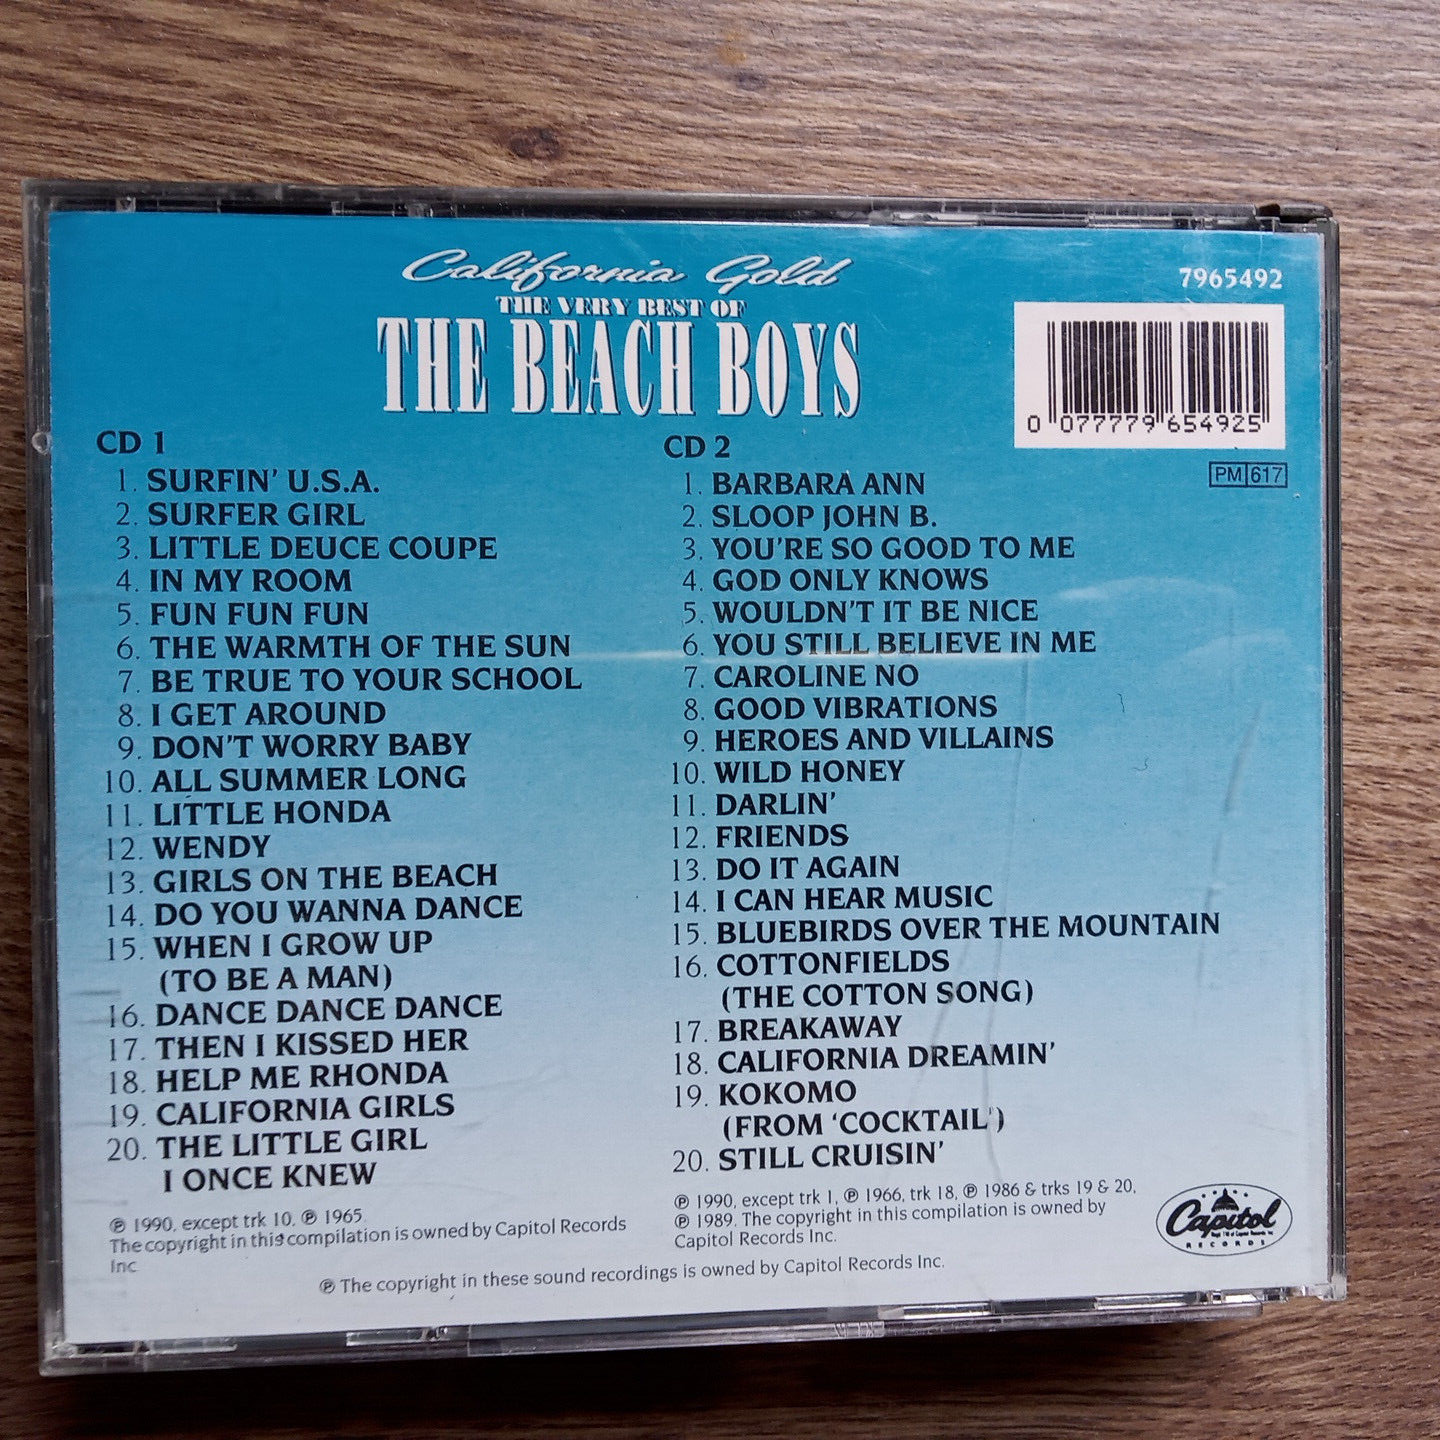 California Gold
THE VERY BEST OF
THE BEACH BOYS
7965492
0 077779 654925
PM 617
CD 1
1. SURFIN' U.S.A.
2. SURFER GIRL
3. LITTLE DEUCE COUPE
4. IN MY ROOM
5. FUN FUN FUN
6. THE WARMTH OF THE SUN
7. BE TRUE TO YOUR SCHOOL
8. I GET AROUND
9. DON'T WORRY BABY
10. ALL SUMMER LONG
11. LITTLE HONDA
12. WENDY
13. GIRLS ON THE BEACH
14. DO YOU WANNA DANCE
15. WHEN I GROW UP
(TO BE A MAN)
16. DANCE DANCE DANCE
17. THEN I KISSED HER
18. HELP ME RHONDA
19. CALIFORNIA GIRLS
20. THE LITTLE GIRL
I ONCE KNEW
℗ 1990, except trk 10, ℗ 1965.
The copyright in this compilation is owned by Capitol Records
Inc
CD 2
1. BARBARA ANN
2. SLOOP JOHN B.
3. YOU'RE SO GOOD TO ME
4. GOD ONLY KNOWS
5. WOULDN'T IT BE NICE
6. YOU STILL BELIEVE IN ME
7. CAROLINE NO
8. GOOD VIBRATIONS
9. HEROES AND VILLAINS
10. WILD HONEY
11. DARLIN'
12. FRIENDS
13. DO IT AGAIN
14. I CAN HEAR MUSIC
15. BLUEBIRDS OVER THE MOUNTAIN
16. COTTONFIELDS
(THE COTTON SONG)
17. BREAKAWAY
18. CALIFORNIA DREAMIN'
19. KOKOMO
(FROM 'COCKTAIL')
20. STILL CRUISIN'
℗ 1990, except trk 1, ℗ 1966, trk 18, ℗ 1986 & trks 19 & 20,
℗ 1989. The copyright in this compilation is owned by
Capitol Records Inc.
℗ The copyright in these sound recordings is owned by Capitol Records Inc.
Capitol
RECORDS